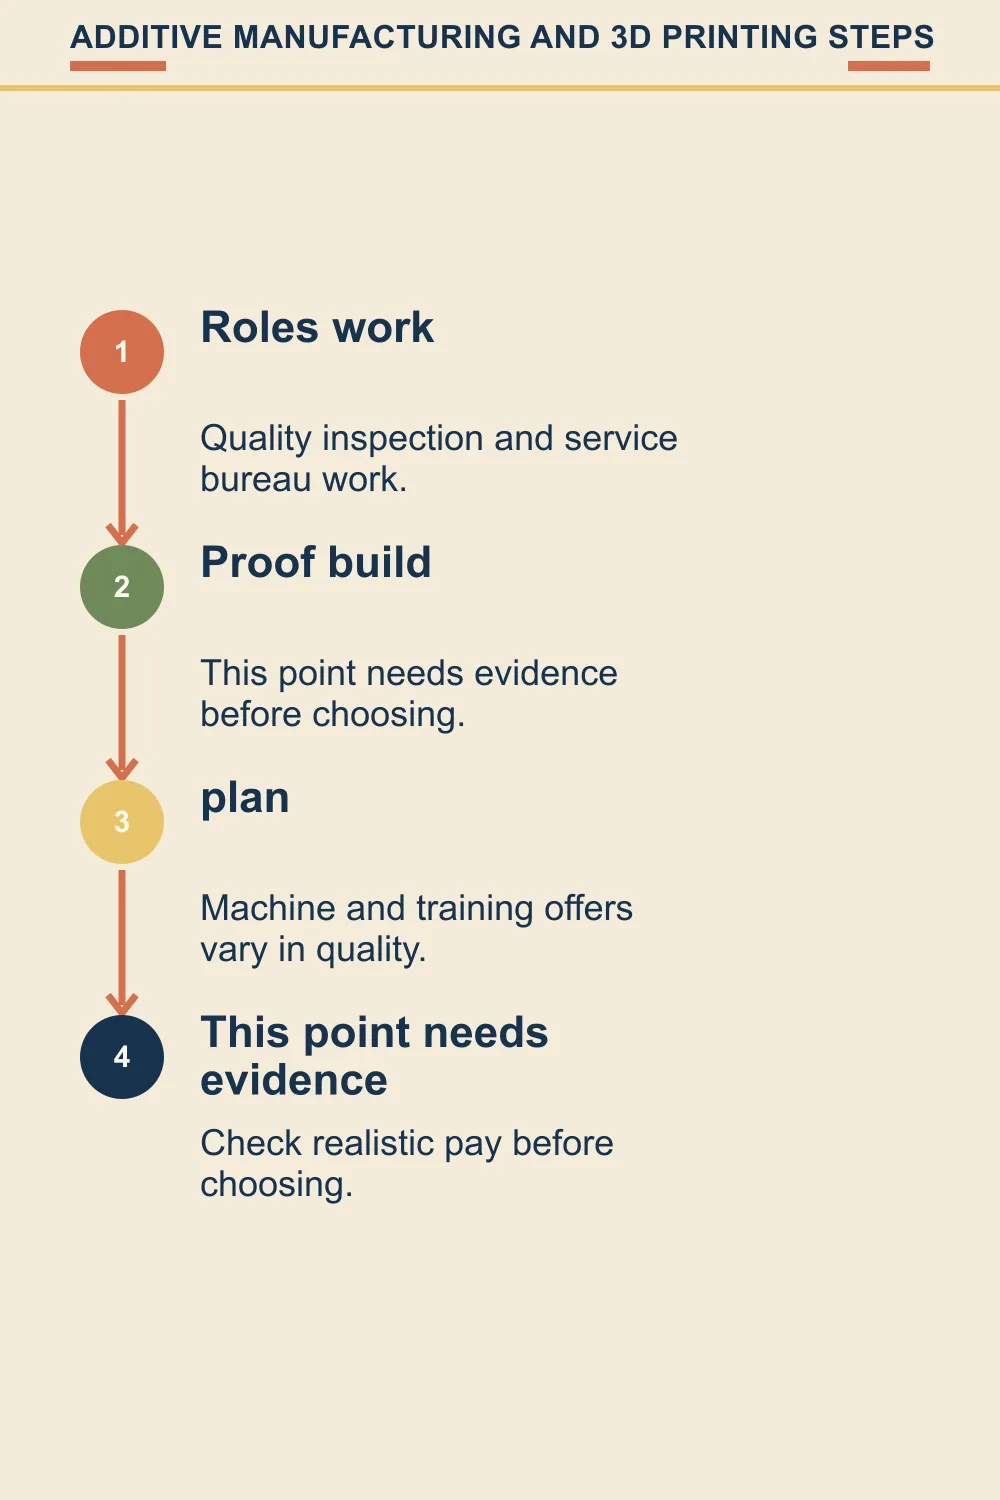 ADDITIVE MANUFACTURING AND 3D PRINTING STEPS
1
Roles work
Quality inspection and service
bureau work.
2
Proof build
This point needs evidence
before choosing.
3
plan
Machine and training offers
vary in quality.
4
This point needs
evidence
Check realistic pay before
choosing.